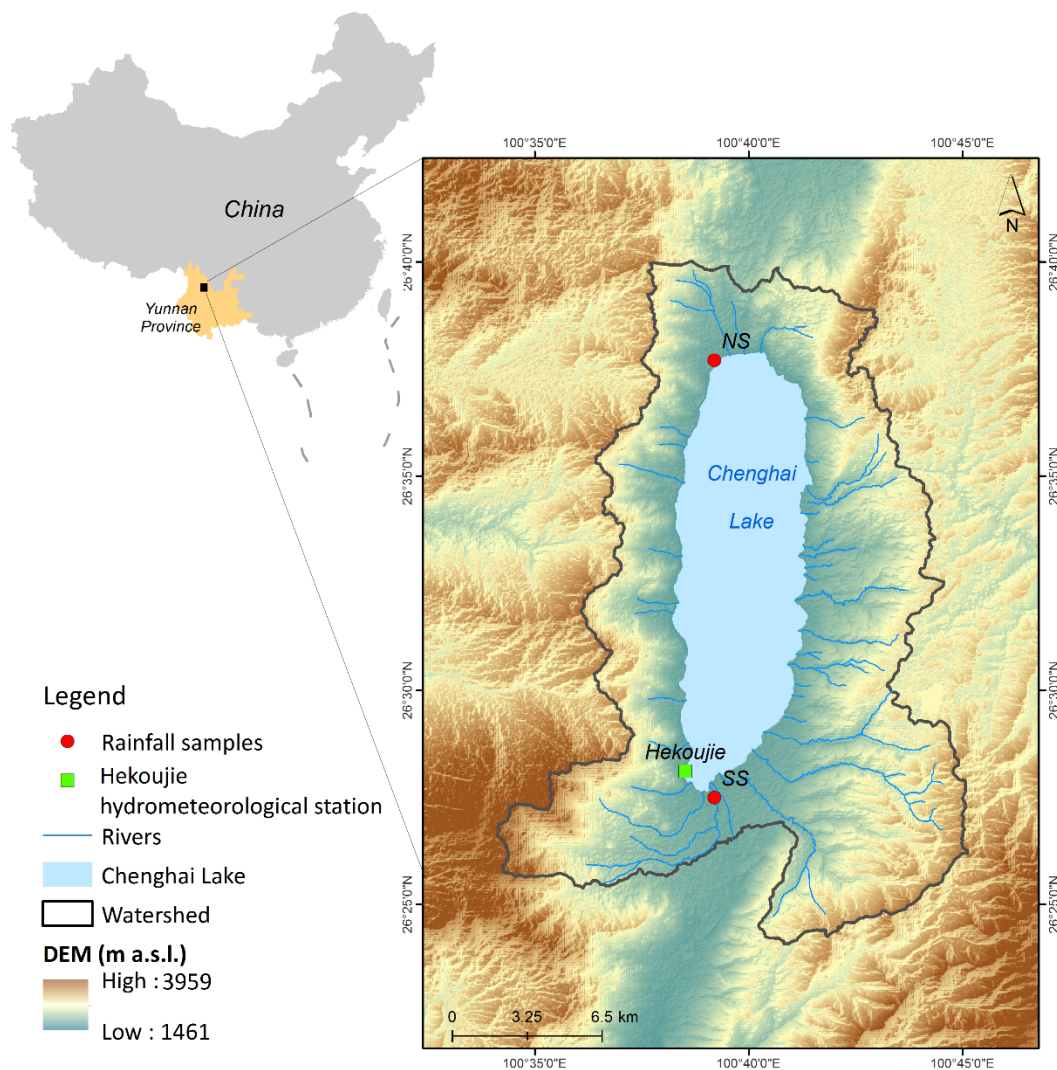 China
Yunnan
Province
100°35'0"E
100°40'0"E
100°45'0"E
N
26°40'0"N
26°40'0"N
NS
26°35'0"N
26°35'0"N
Chenghai
Lake
26°30'0"N
26°30'0"N
Hekoujie
SS
26°25'0"N
26°25'0"N
0 3.25 6.5 km
100°35'0"E
100°40'0"E
100°45'0"E
Legend
Rainfall samples
Hekoujie
hydrometeorological station
Rivers
Chenghai Lake
Watershed
DEM (m a.s.l.)
High : 3959
Low : 1461